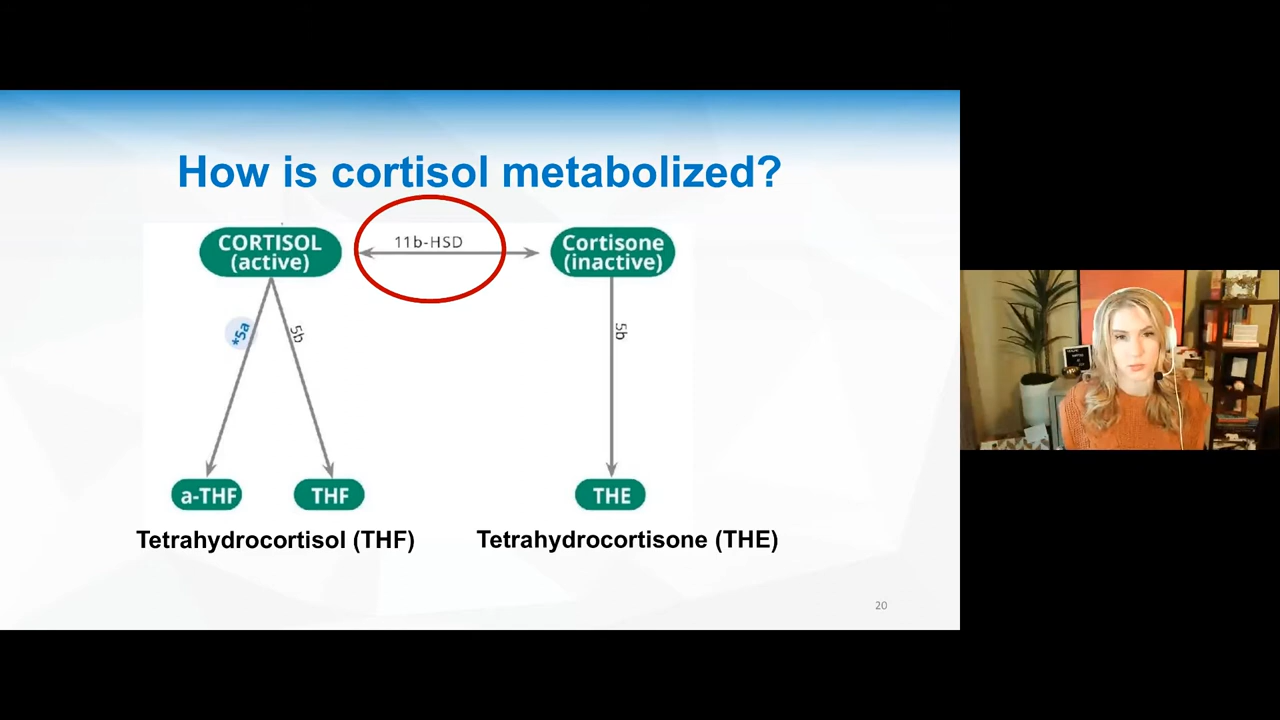 How is cortisol metabolized?
CORTISOL
(active)
11b-HSD
Cortisone
(inactive)
*5a
5b
5b
a-THF
THF
THE
Tetrahydrocortisol (THF)
Tetrahydrocortisone (THE)
20